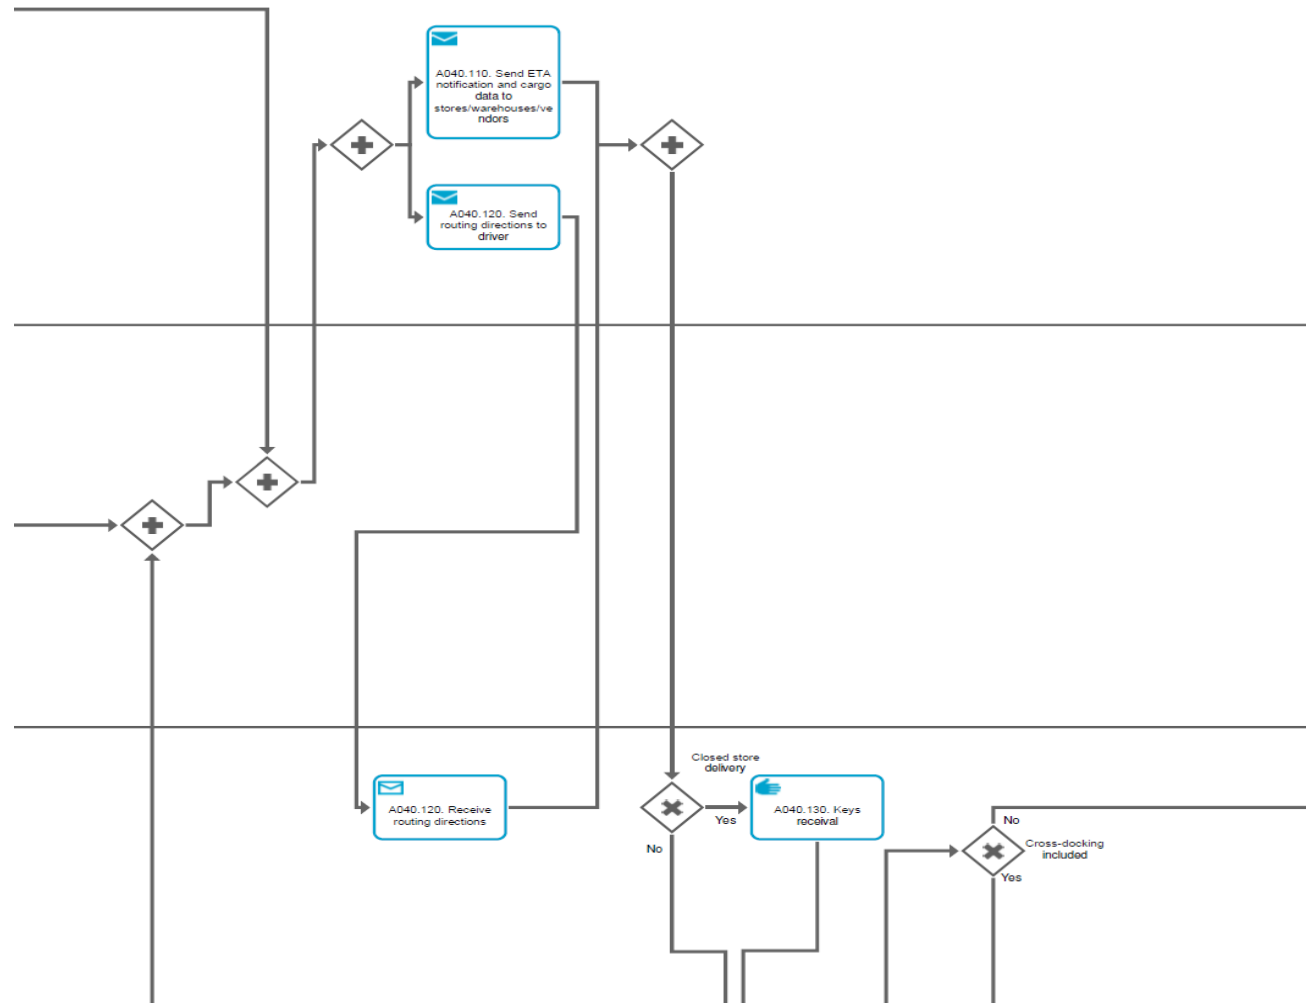 A040.110. Send ETA
notification and cargo
data to
stores/warehouses/ve
ndors
A040.120. Send
routing directions to
driver
Closed store
delivery
A040.120. Receive
routing directions
Yes
A040.130. Keys
receival
No
No
Cross-docking
included
Yes